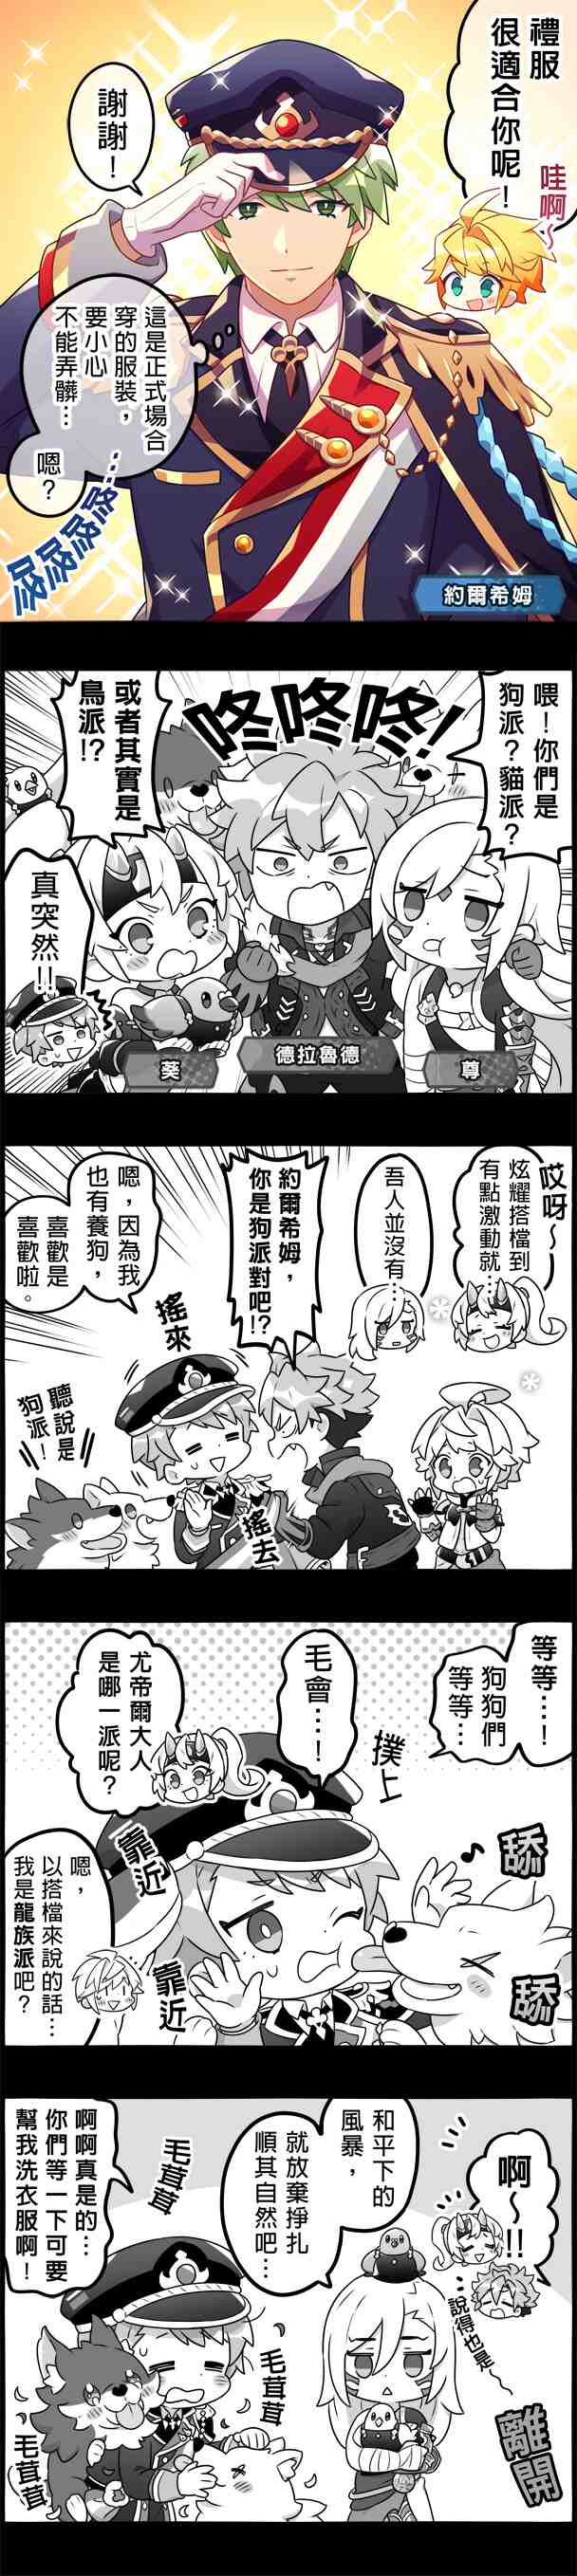 禮服
很適合你呢！
哇啊～
謝謝！
這是正式場合
穿的服裝，
要小心
不能弄髒…
…嗯？
咚咚咚咚
約爾希姆
喂！你們是
狗派？貓派？
咚咚咚！
或者其實是
鳥派！？
真突然！！
葵
德拉魯德
尊
哎呀～
炫耀搭檔到
有點激動就…
吾人並沒有…
約爾希姆，
你是狗派對吧！？
嗯，因為我
也有養狗，
喜歡是
喜歡啦。
搖來
搖去
聽說是
狗派！
等等…！
狗狗們
等等…
撲上
毛會…！
舔
舔
尤帝爾大人
是哪一派呢？
靠近
靠近
嗯，
以搭檔來說的話…
我是龍族派吧？
啊～！！
…說得也是～
離開
和平下的
風暴，
就放棄掙扎
順其自然吧…
毛茸茸
毛茸茸
毛茸茸
啊啊真是的…
你們等一下可要
幫我洗衣服啊！